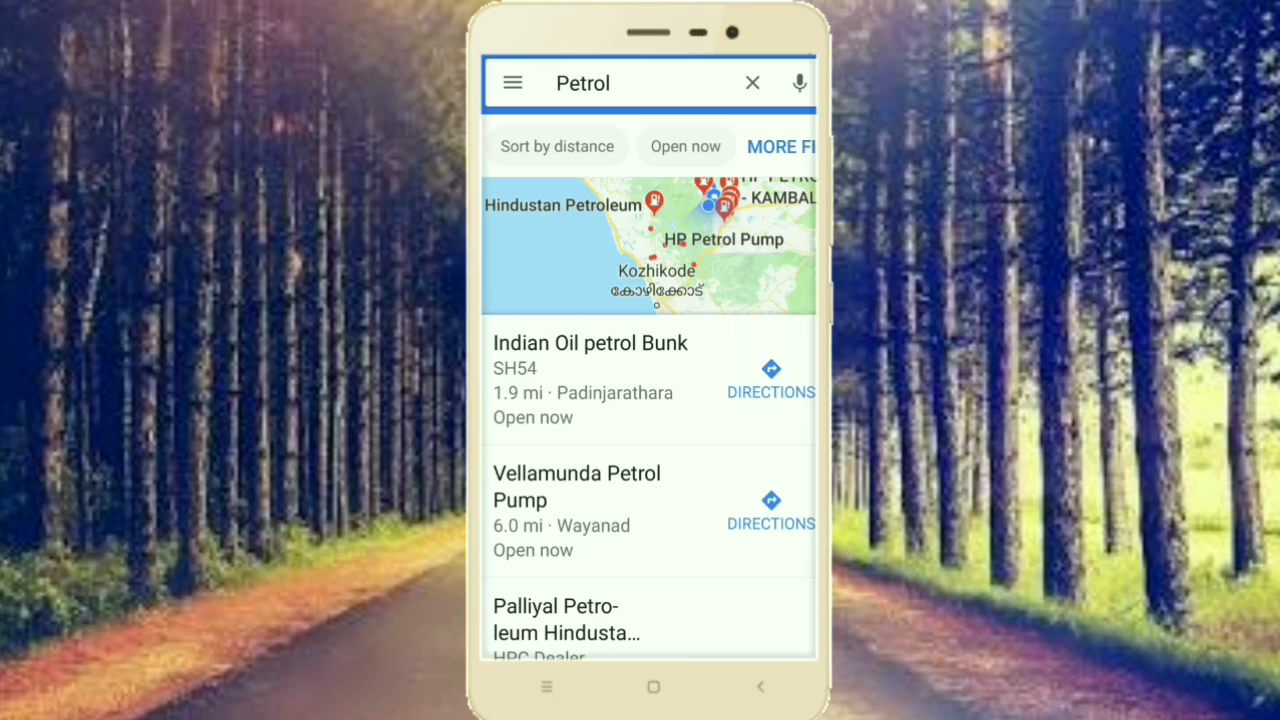 Petrol
Sort by distance
Open now
MORE FI
Hindustan Petroleum
- KAMBAL
HP Petrol Pump
Kozhikode
കോഴിക്കോട്
Indian Oil petrol Bunk
SH54
1.9 mi · Padinjarathara
Open now
DIRECTIONS
Vellamunda Petrol
Pump
6.0 mi · Wayanad
Open now
DIRECTIONS
Palliyal Petro-
leum Hindusta...
HPC Dealer